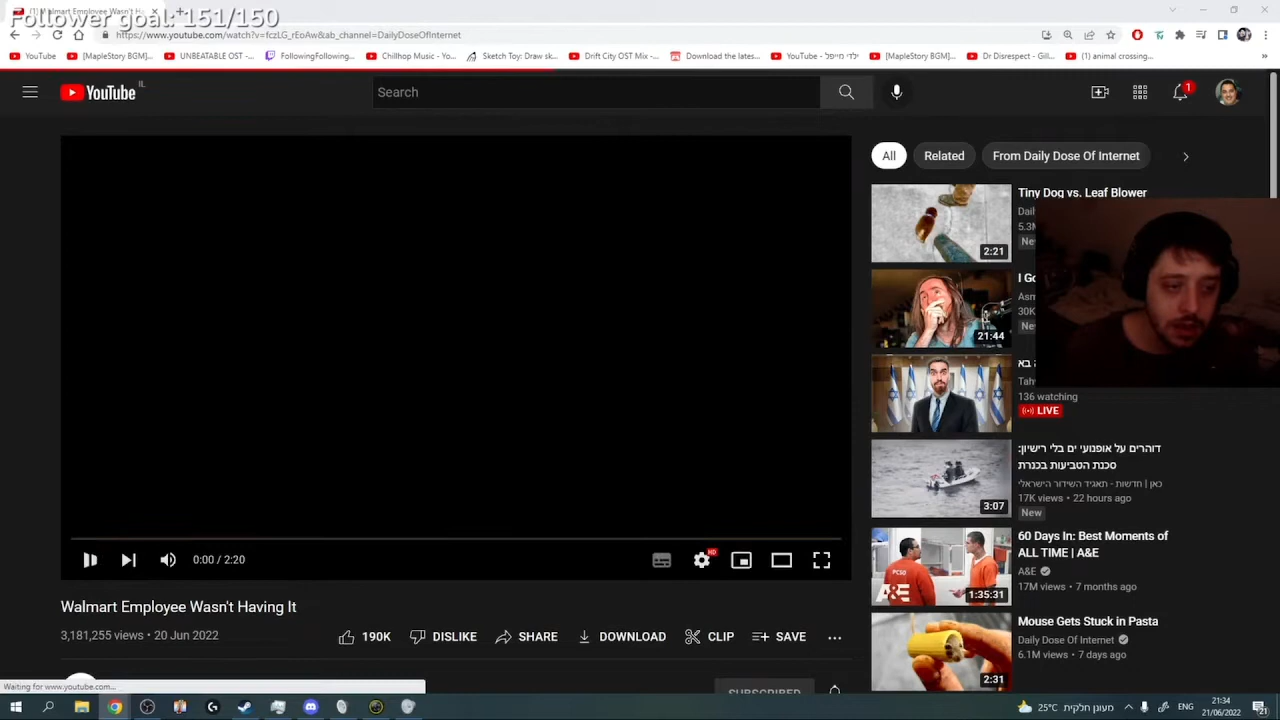 Follower goal: 151/150
https://www.youtube.com/watch?v=fczLG_rEoAw&ab_channel=DailyDoseOfInternet
YouTube
[MapleStory BGM]...
UNBEATABLE OST -...
FollowingFollowing...
Chillhop Music - Yo...
Sketch Toy: Draw sk...
Drift City OST Mix -...
Download the lates...
YouTube - ילדי מייפל
[MapleStory BGM]...
Dr Disrespect - Gill...
(1) animal crossing...
YouTube IL
Search
1
All
Related
From Daily Dose Of Internet
Tiny Dog vs. Leaf Blower
5.3M
2:21
21:44
30K
136 watching
LIVE
דוהרים על אופנועי ים בלי רישיון:
סכנת הטביעות בכנרת
כאן | חדשות - תאגיד השידור הישראלי
17K views • 22 hours ago
New
3:07
60 Days In: Best Moments of
ALL TIME | A&E
A&E
17M views • 7 months ago
PCSO
A&E
1:35:31
Mouse Gets Stuck in Pasta
Daily Dose Of Internet
6.1M views • 7 days ago
2:31
0:00 / 2:20
HD
Walmart Employee Wasn't Having It
3,181,255 views • 20 Jun 2022
190K
DISLIKE
SHARE
DOWNLOAD
CLIP
SAVE
SUBSCRIBED
Waiting for www.youtube.com...
25°C
מעונן חלקית
ENG
21:34
21/06/2022
21